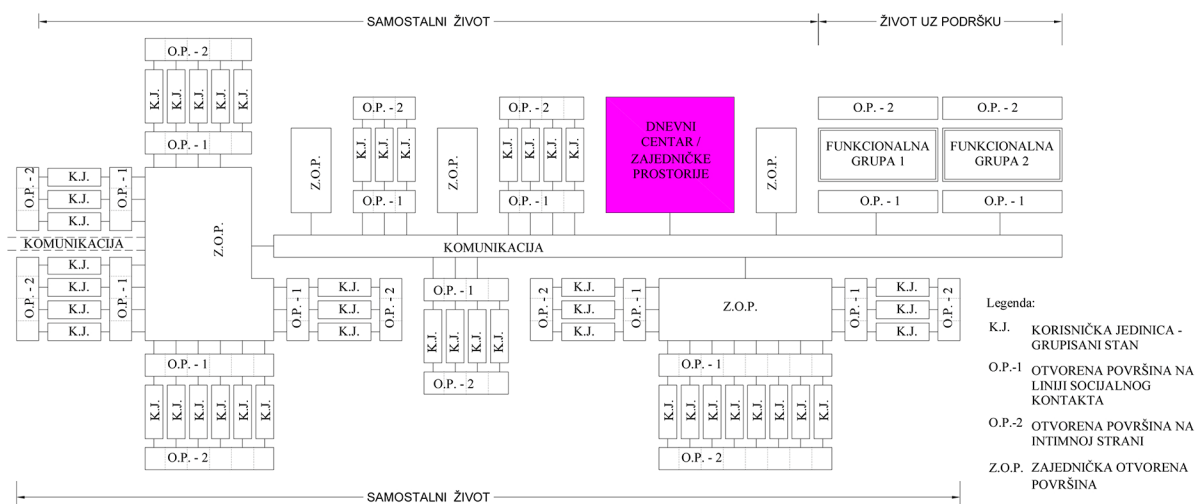 SAMOSTALNI ŽIVOT
ŽIVOT UZ PODRŠKU
O.P. - 2
K.J.
K.J.
K.J.
K.J.
K.J.
O.P. - 1
Z.O.P.
O.P. - 2
K.J.
K.J.
K.J.
O.P. - 1
Z.O.P.
O.P. - 2
K.J.
K.J.
K.J.
K.J.
O.P. - 1
DNEVNI
CENTAR /
ZAJEDNIČKE
PROSTORIJE
Z.O.P.
O.P. - 2
O.P. - 2
FUNKCIONALNA
GRUPA 1
FUNKCIONALNA
GRUPA 2
O.P. - 1
O.P. - 1
O.P. - 2
K.J.
K.J.
K.J.
O.P. - 1
Z.O.P.
KOMUNIKACIJA
KOMUNIKACIJA
O.P. - 2
K.J.
K.J.
K.J.
K.J.
O.P. - 1
O.P. - 1
K.J.
K.J.
K.J.
O.P. - 2
O.P. - 1
K.J.
K.J.
K.J.
K.J.
O.P. - 2
O.P. - 2
K.J.
K.J.
K.J.
O.P. - 1
Z.O.P.
O.P. - 1
K.J.
K.J.
K.J.
O.P. - 2
O.P. - 1
K.J.
K.J.
K.J.
K.J.
K.J.
K.J.
O.P. - 2
O.P. - 1
K.J.
K.J.
K.J.
K.J.
K.J.
K.J.
K.J.
K.J.
O.P. - 2
Legenda:
K.J. KORISNIČKA JEDINICA -
GRUPISANI STAN
O.P.-1 OTVORENA POVRŠINA NA
LINIJI SOCIJALNOG
KONTAKTA
O.P.-2 OTVORENA POVRŠINA NA
INTIMNOJ STRANI
Z.O.P. ZAJEDNIČKA OTVORENA
POVRŠINA
SAMOSTALNI ŽIVOT